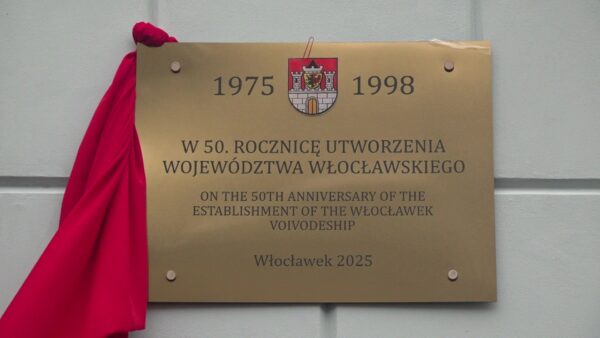 1975 1998
W 50. ROCZNICĘ UTWORZENIA
WOJEWÓDZTWA WŁOCŁAWSKIEGO
ON THE 50TH ANNIVERSARY OF THE
ESTABLISHMENT OF THE WŁOCŁAWEK
VOIVODESHIP
Włocławek 2025